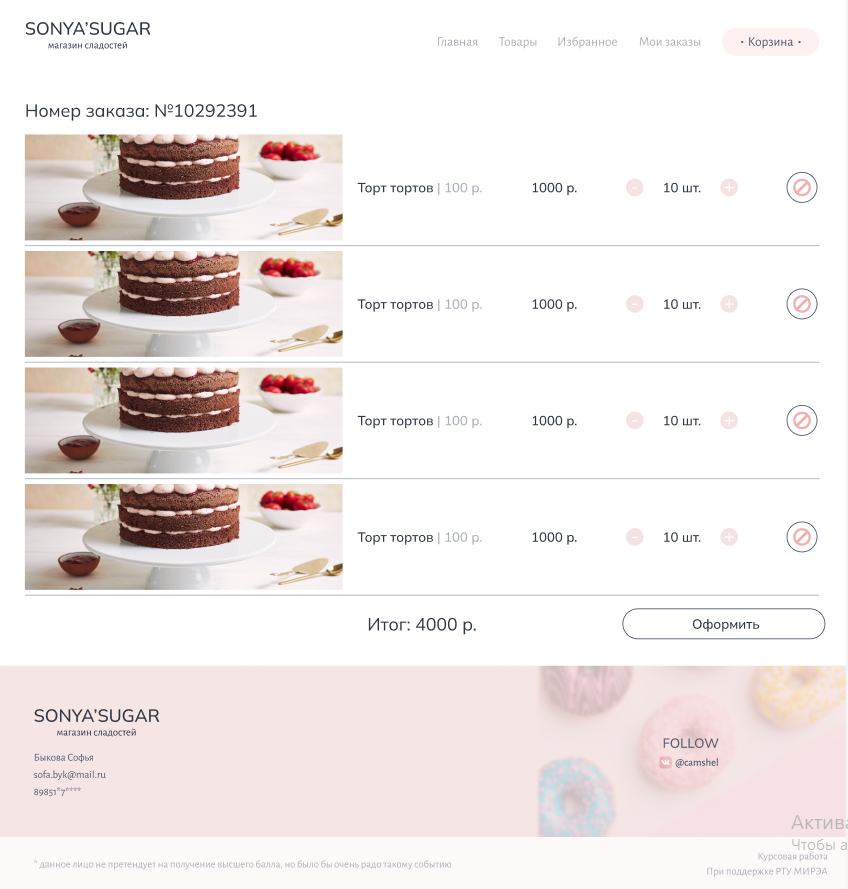 SONYA'SUGAR
магазин сладостей
Главная Товары Избранное Мои заказы • Корзина •
Номер заказа: №10292391
Торт тортов | 100 р. 1000 р. - 10 шт. +
Торт тортов | 100 р. 1000 р. - 10 шт. +
Торт тортов | 100 р. 1000 р. - 10 шт. +
Торт тортов | 100 р. 1000 р. - 10 шт. +
Итог: 4000 р. Оформить
SONYA'SUGAR
магазин сладостей
Быкова Софья
sofa.byk@mail.ru
89851*7****
FOLLOW
@camshel
Актива
Чтобы а
* данное лицо не претендует на получение высшего балла, но было бы очень радо такому событию
Курсовая работа
При поддержке РТУ МИРЭА